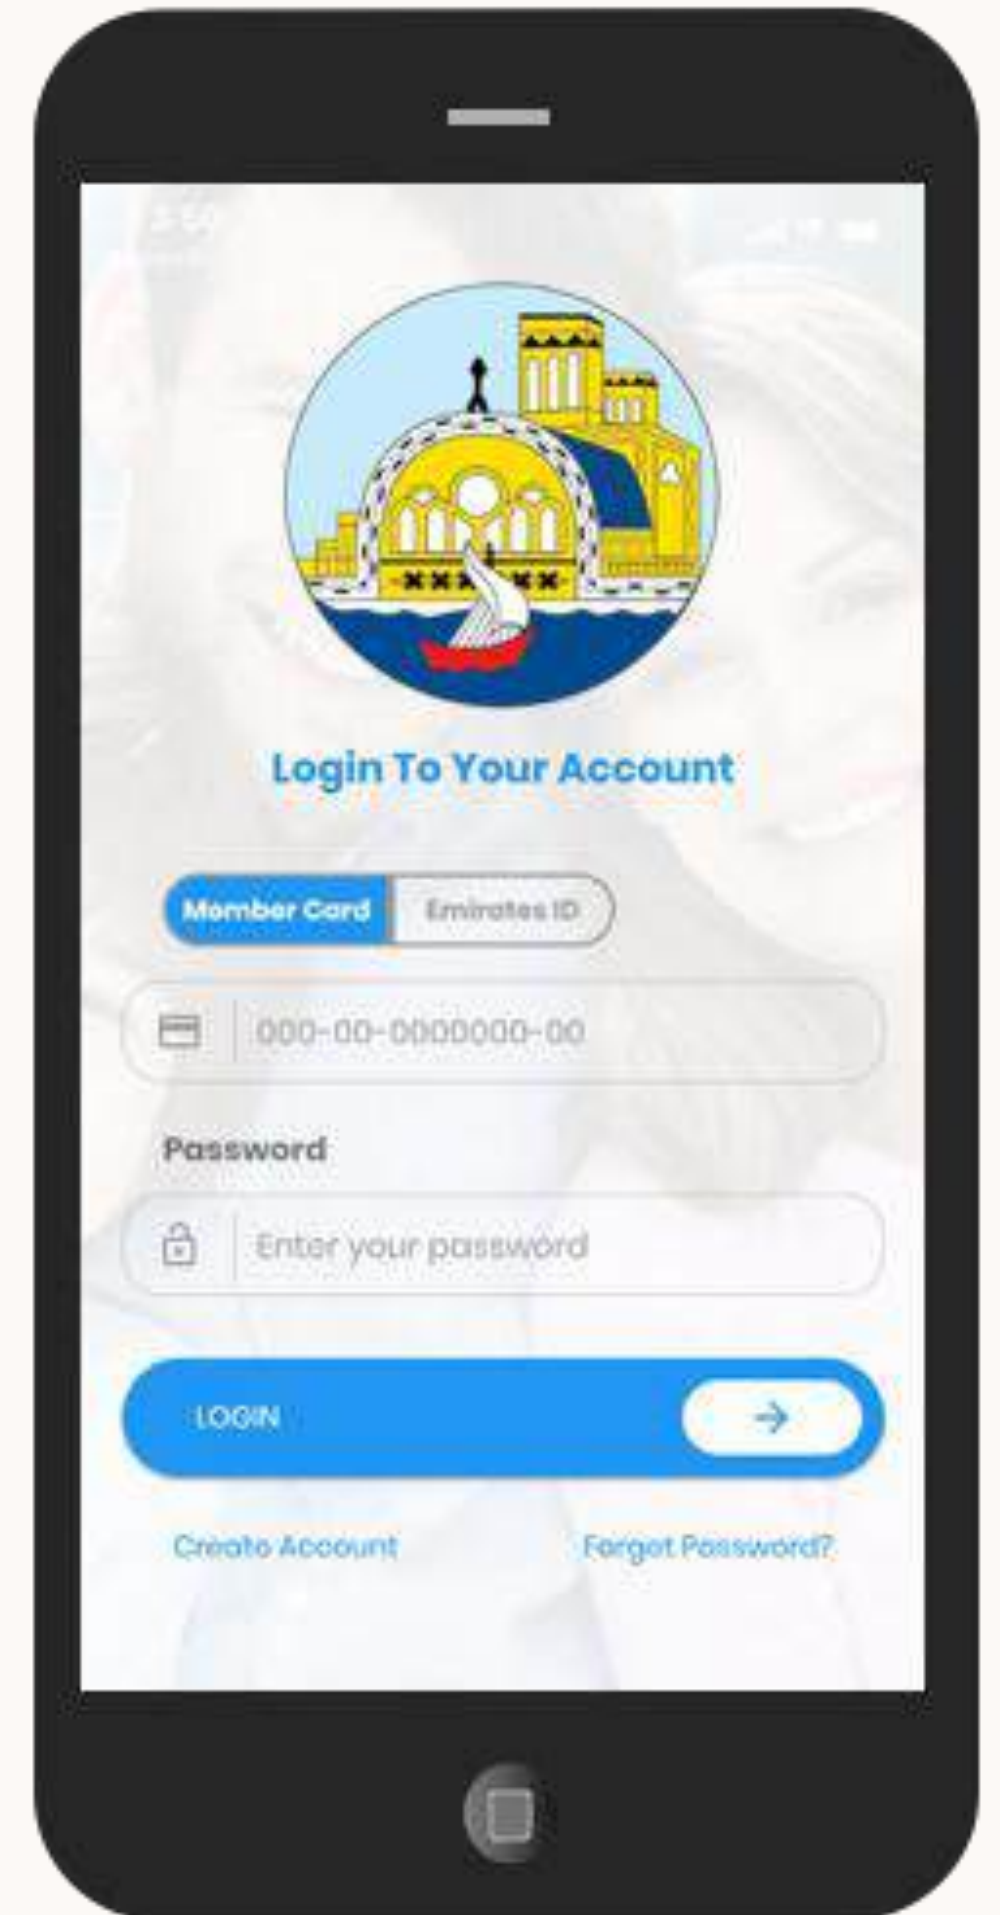 Login To Your Account
Member Card
Emirates ID
000-00-0000000-00
Password
Enter your password
LOGIN
Create Account
Forgot Password?